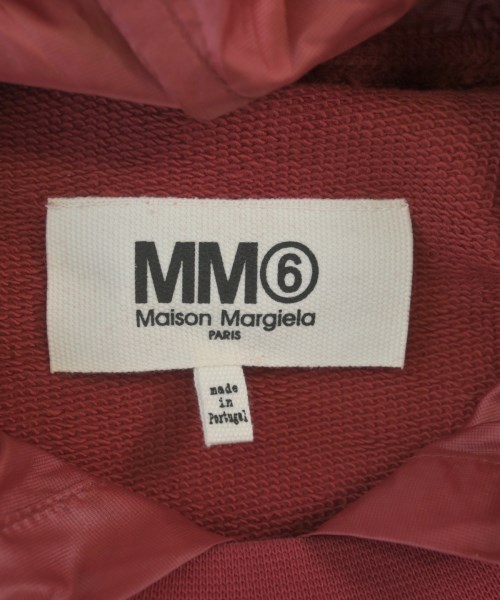 MM⑥
Maison Margiela
PARIS
made
in
Portugal